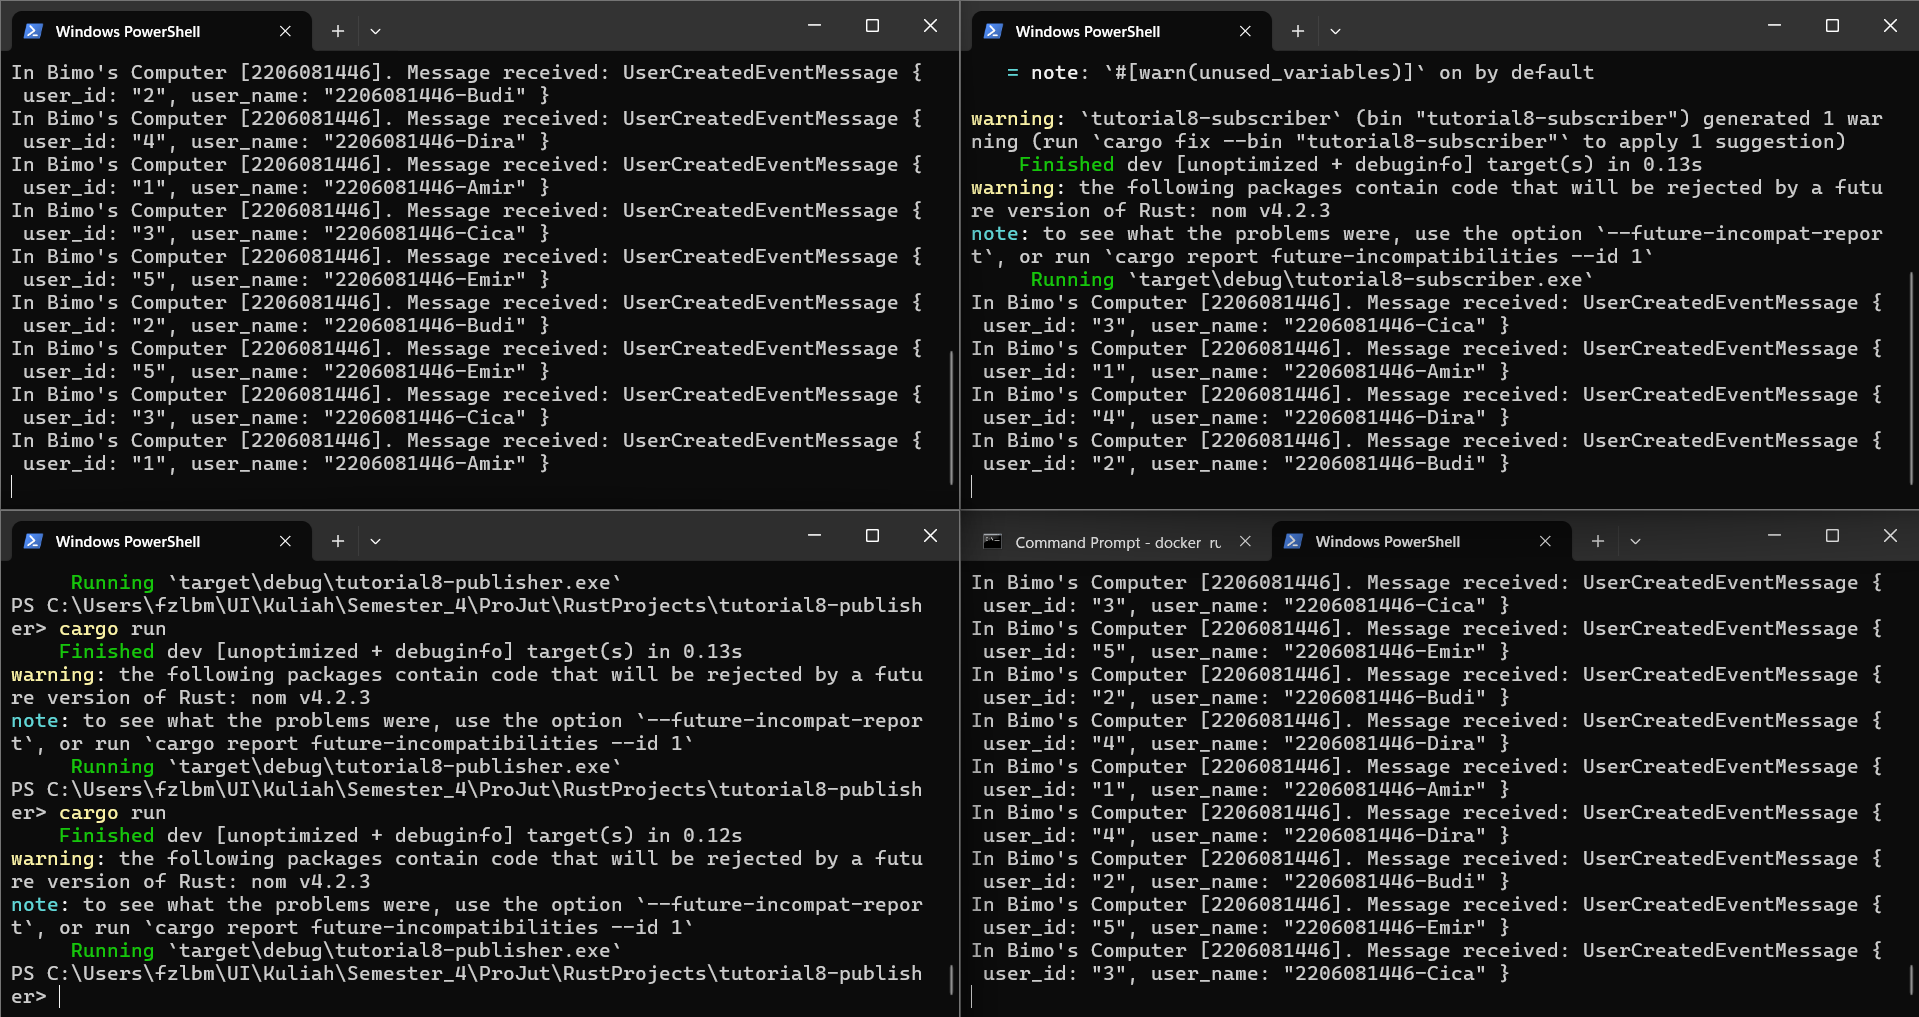 Windows PowerShell
In Bimo's Computer [2206081446]. Message received: UserCreatedEventMessage {
 user_id: "2", user_name: "2206081446-Budi" }
In Bimo's Computer [2206081446]. Message received: UserCreatedEventMessage {
 user_id: "4", user_name: "2206081446-Dira" }
In Bimo's Computer [2206081446]. Message received: UserCreatedEventMessage {
 user_id: "1", user_name: "2206081446-Amir" }
In Bimo's Computer [2206081446]. Message received: UserCreatedEventMessage {
 user_id: "3", user_name: "2206081446-Cica" }
In Bimo's Computer [2206081446]. Message received: UserCreatedEventMessage {
 user_id: "5", user_name: "2206081446-Emir" }
In Bimo's Computer [2206081446]. Message received: UserCreatedEventMessage {
 user_id: "2", user_name: "2206081446-Budi" }
In Bimo's Computer [2206081446]. Message received: UserCreatedEventMessage {
 user_id: "5", user_name: "2206081446-Emir" }
In Bimo's Computer [2206081446]. Message received: UserCreatedEventMessage {
 user_id: "3", user_name: "2206081446-Cica" }
In Bimo's Computer [2206081446]. Message received: UserCreatedEventMessage {
 user_id: "1", user_name: "2206081446-Amir" }
Windows PowerShell
   = note: `#[warn(unused_variables)]` on by default
warning: `tutorial8-subscriber` (bin "tutorial8-subscriber") generated 1 war
ning (run `cargo fix --bin "tutorial8-subscriber"` to apply 1 suggestion)
    Finished dev [unoptimized + debuginfo] target(s) in 0.13s
warning: the following packages contain code that will be rejected by a futu
re version of Rust: nom v4.2.3
note: to see what the problems were, use the option `--future-incompat-repor
t`, or run `cargo report future-incompatibilities --id 1`
     Running `target\debug\tutorial8-subscriber.exe`
In Bimo's Computer [2206081446]. Message received: UserCreatedEventMessage {
 user_id: "3", user_name: "2206081446-Cica" }
In Bimo's Computer [2206081446]. Message received: UserCreatedEventMessage {
 user_id: "1", user_name: "2206081446-Amir" }
In Bimo's Computer [2206081446]. Message received: UserCreatedEventMessage {
 user_id: "4", user_name: "2206081446-Dira" }
In Bimo's Computer [2206081446]. Message received: UserCreatedEventMessage {
 user_id: "2", user_name: "2206081446-Budi" }
Windows PowerShell
     Running `target\debug\tutorial8-publisher.exe`
PS C:\Users\fzlbm\UI\Kuliah\Semester_4\ProJut\RustProjects\tutorial8-publish
er> cargo run
    Finished dev [unoptimized + debuginfo] target(s) in 0.13s
warning: the following packages contain code that will be rejected by a futu
re version of Rust: nom v4.2.3
note: to see what the problems were, use the option `--future-incompat-repor
t`, or run `cargo report future-incompatibilities --id 1`
     Running `target\debug\tutorial8-publisher.exe`
PS C:\Users\fzlbm\UI\Kuliah\Semester_4\ProJut\RustProjects\tutorial8-publish
er> cargo run
    Finished dev [unoptimized + debuginfo] target(s) in 0.12s
warning: the following packages contain code that will be rejected by a futu
re version of Rust: nom v4.2.3
note: to see what the problems were, use the option `--future-incompat-repor
t`, or run `cargo report future-incompatibilities --id 1`
     Running `target\debug\tutorial8-publisher.exe`
PS C:\Users\fzlbm\UI\Kuliah\Semester_4\ProJut\RustProjects\tutorial8-publish
er>
Command Prompt - docker ru
Windows PowerShell
In Bimo's Computer [2206081446]. Message received: UserCreatedEventMessage {
 user_id: "3", user_name: "2206081446-Cica" }
In Bimo's Computer [2206081446]. Message received: UserCreatedEventMessage {
 user_id: "5", user_name: "2206081446-Emir" }
In Bimo's Computer [2206081446]. Message received: UserCreatedEventMessage {
 user_id: "2", user_name: "2206081446-Budi" }
In Bimo's Computer [2206081446]. Message received: UserCreatedEventMessage {
 user_id: "4", user_name: "2206081446-Dira" }
In Bimo's Computer [2206081446]. Message received: UserCreatedEventMessage {
 user_id: "1", user_name: "2206081446-Amir" }
In Bimo's Computer [2206081446]. Message received: UserCreatedEventMessage {
 user_id: "4", user_name: "2206081446-Dira" }
In Bimo's Computer [2206081446]. Message received: UserCreatedEventMessage {
 user_id: "2", user_name: "2206081446-Budi" }
In Bimo's Computer [2206081446]. Message received: UserCreatedEventMessage {
 user_id: "5", user_name: "2206081446-Emir" }
In Bimo's Computer [2206081446]. Message received: UserCreatedEventMessage {
 user_id: "3", user_name: "2206081446-Cica" }